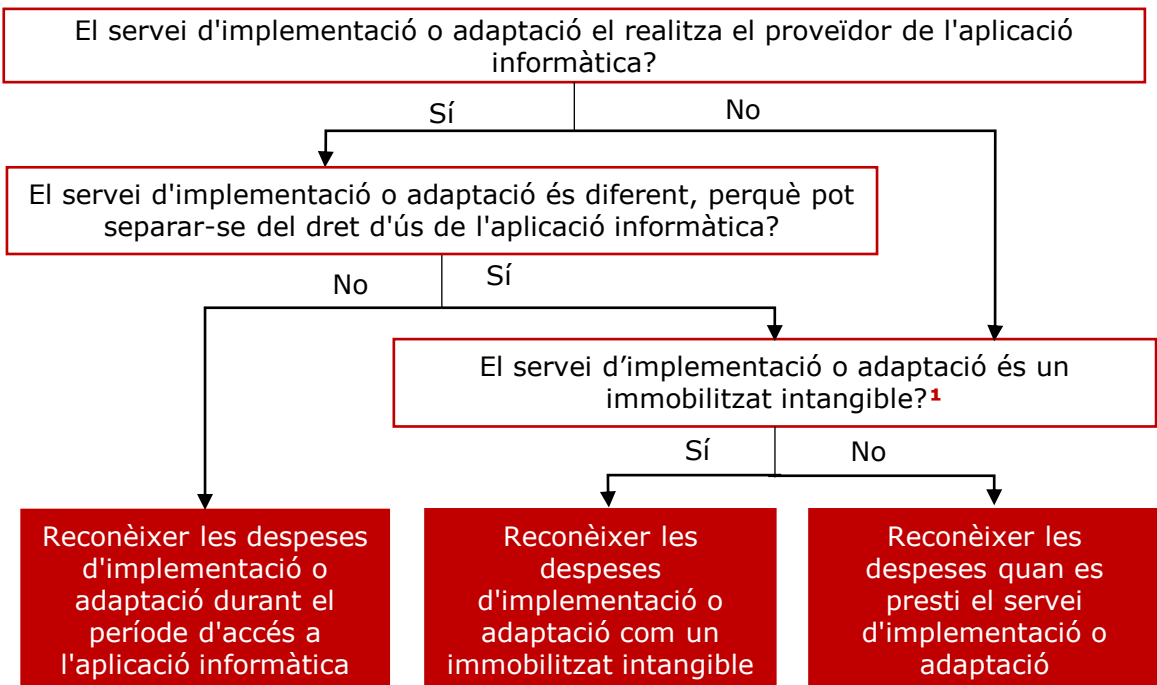 El servei d'implementació o adaptació el realitza el proveïdor de l'aplicació
informàtica?
Sí
No
El servei d'implementació o adaptació és diferent, perquè pot
separar-se del dret d'ús de l'aplicació informàtica?
No
Sí
El servei d’implementació o adaptació és un
immobilitzat intangible?¹
Sí
No
Reconèixer les despeses
d'implementació o
adaptació durant el
període d'accés a
l'aplicació informàtica
Reconèixer les
despeses
d'implementació o
adaptació com un
immobilitzat intangible
Reconèixer les
despeses quan es
presti el servei
d'implementació o
adaptació